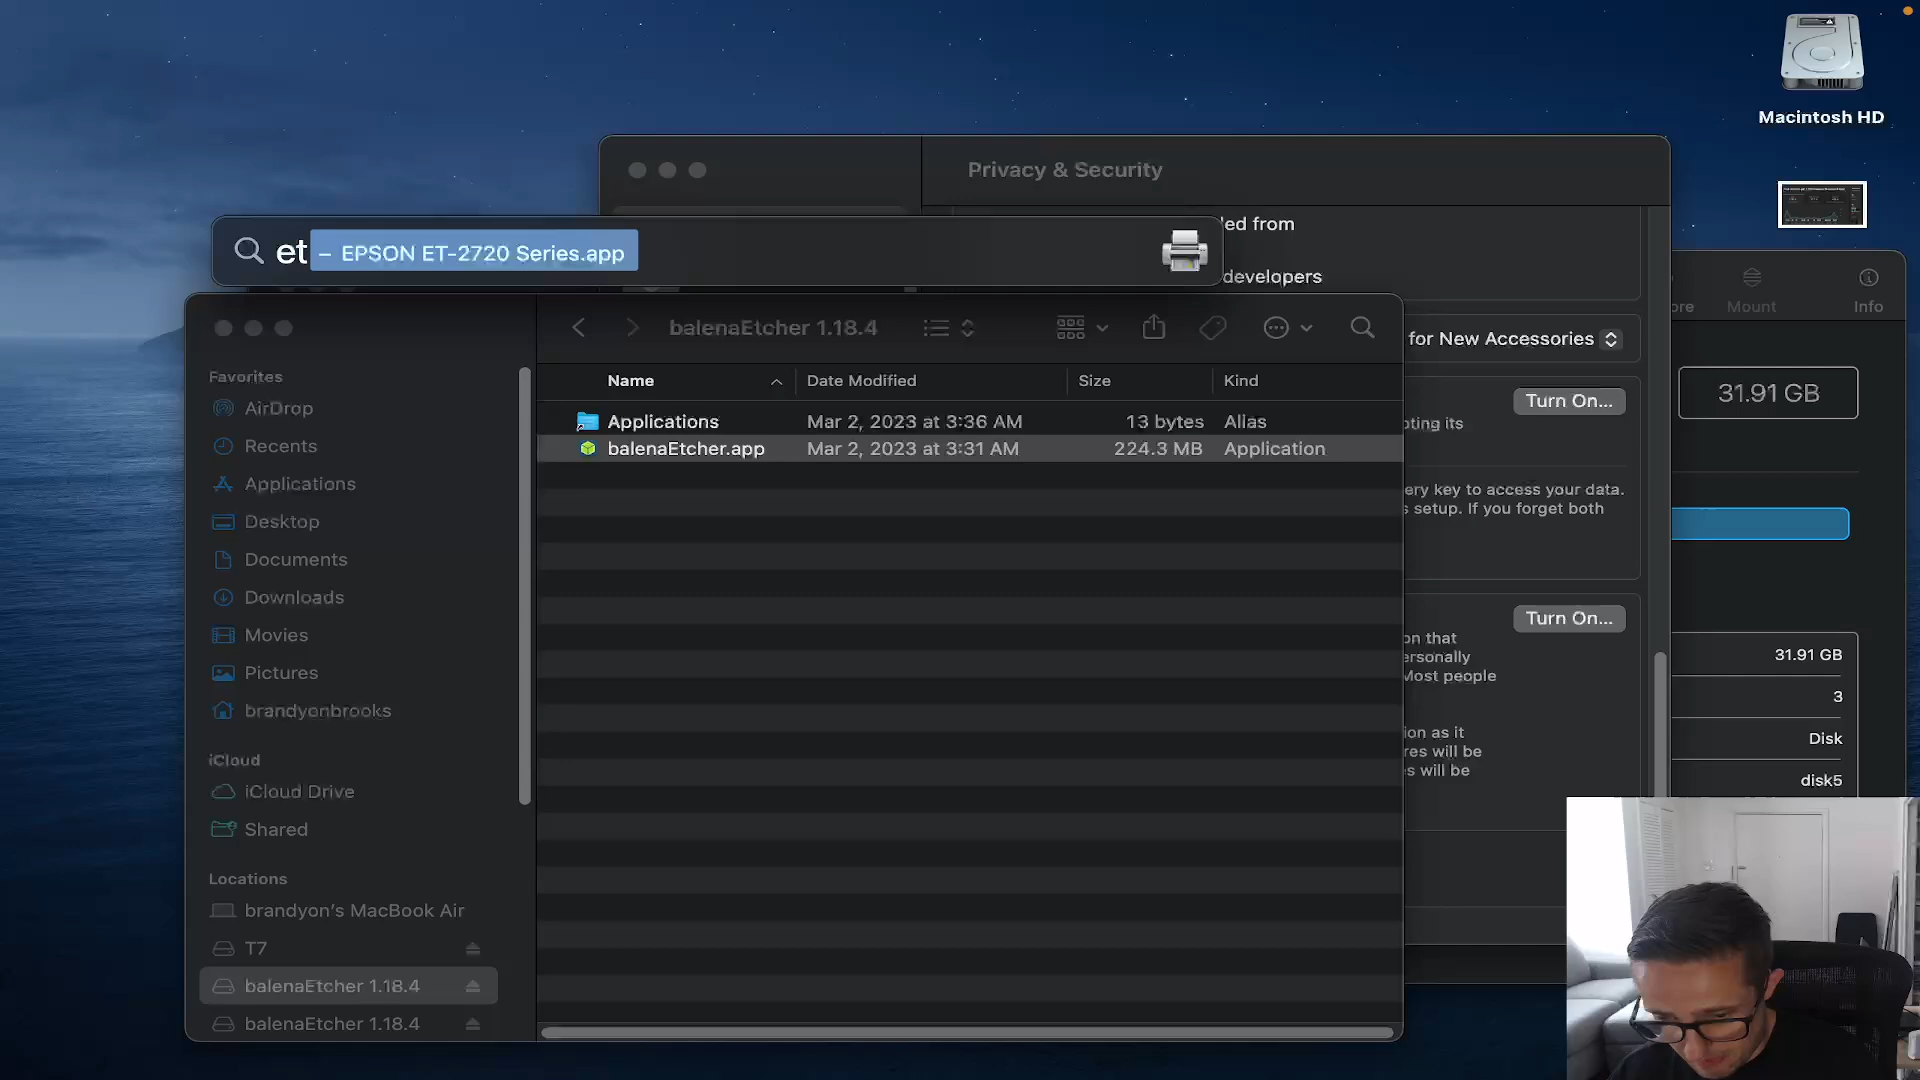 Macintosh HD
Privacy & Security
et – EPSON ET-2720 Series.app
led from
developers
ore
Mount
Info
balenaEtcher 1.18.4
for New Accessories
31.91 GB
Favorites
Name
Date Modified
Size
Kind
AirDrop
Applications
Mar 2, 2023 at 3:36 AM
13 bytes
Alias
Turn On...
oting its
Recents
balenaEtcher.app
Mar 2, 2023 at 3:31 AM
224.3 MB
Application
Applications
ery key to access your data.
s setup. If you forget both
Desktop
Documents
Downloads
Turn On...
Movies
on that
ersonally
Most people
31.91 GB
Pictures
3
brandyonbrooks
ion as it
res will be
s will be
Disk
iCloud
iCloud Drive
disk5
Shared
Locations
brandyon's MacBook Air
T7
balenaEtcher 1.18.4
balenaEtcher 1.18.4